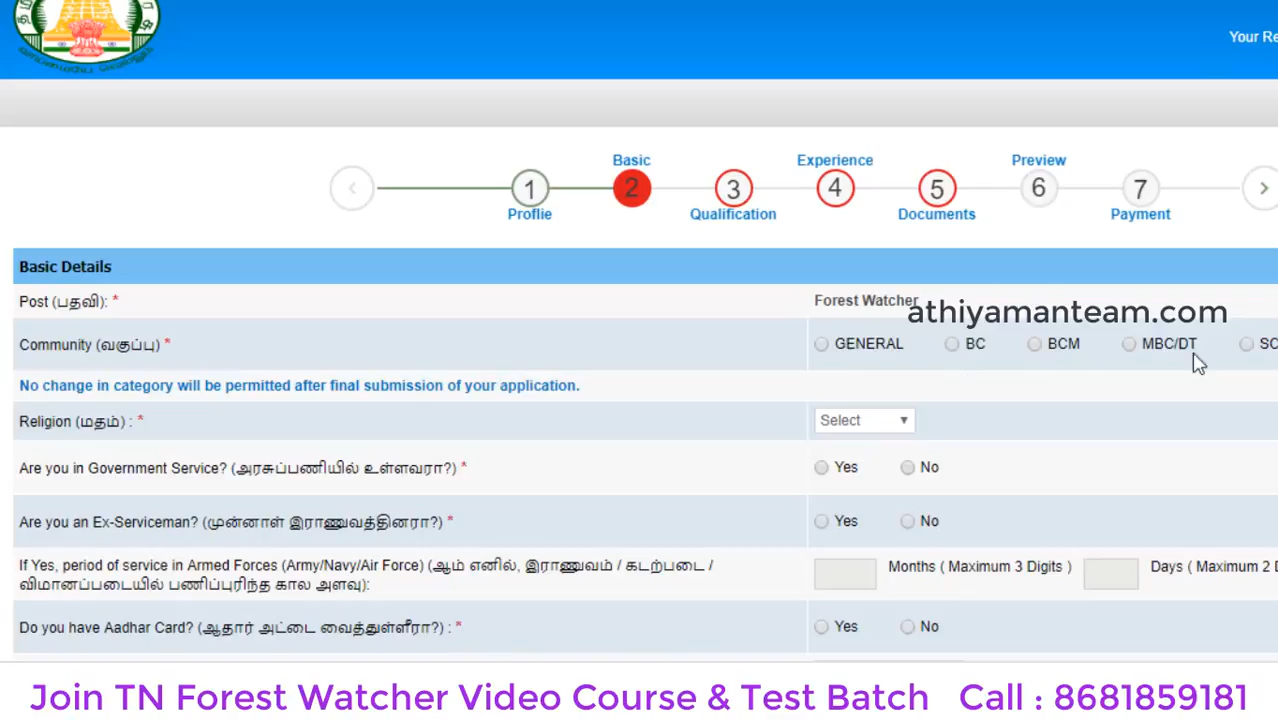 Your Re
1 2 3 4 5 6 7
Basic Experience Preview
Proflie Qualification Documents Payment
Basic Details
Post (பதவி): * Forest Watcher
athiyamanteam.com
Community (வகுப்பு) * GENERAL BC BCM MBC/DT SC
No change in category will be permitted after final submission of your application.
Religion (மதம்) : * Select
Are you in Government Service? (அரசுப்பணியில் உள்ளவரா?) * Yes No
Are you an Ex-Serviceman? (முன்னாள் இராணுவத்தினரா?) * Yes No
If Yes, period of service in Armed Forces (Army/Navy/Air Force) (ஆம் எனில், இராணுவம் / கடற்படை /
விமானப்படையில் பணிப்புரிந்த கால அளவு): Months ( Maximum 3 Digits ) Days ( Maximum 2 D
Do you have Aadhar Card? (ஆதார் அட்டை வைத்துள்ளீரா?) : * Yes No
Join TN Forest Watcher Video Course & Test Batch Call : 8681859181